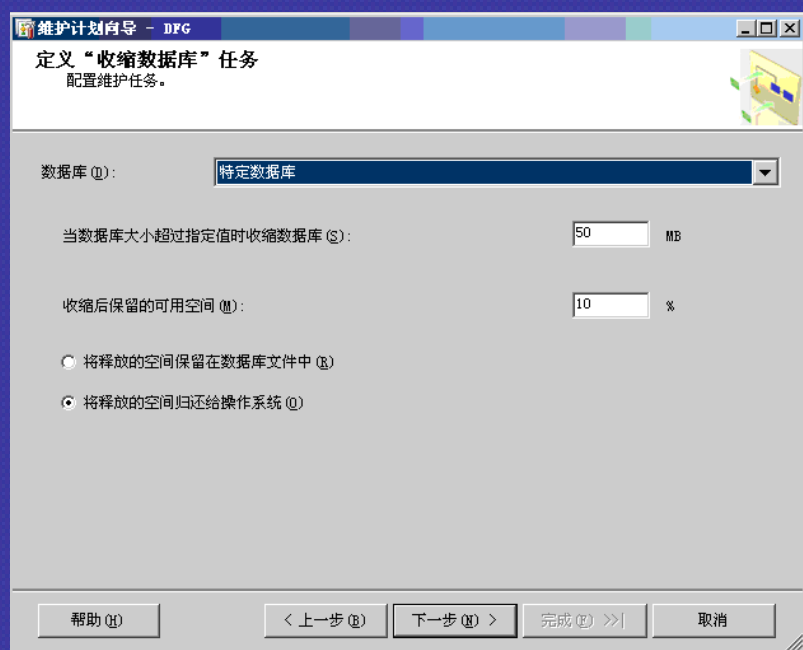 维护计划向导 - DFG
定义“收缩数据库”任务
配置维护任务。
数据库(D):
特定数据库
当数据库大小超过指定值时收缩数据库(S):
50
MB
收缩后保留的可用空间(M):
10
%
将释放的空间保留在数据库文件中(R)
将释放的空间归还给操作系统(O)
帮助(H)
< 上一步(B)
下一步(N) >
完成(F) >>|
取消